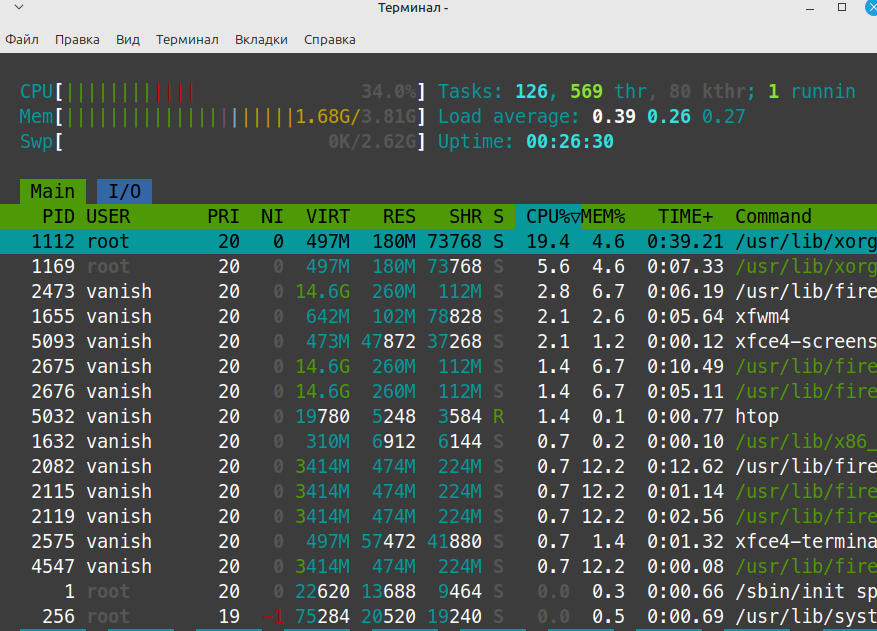 Терминал -
Файл Правка Вид Терминал Вкладки Справка
CPU[||||||||||||| 34.0%] Tasks: 126, 569 thr, 80 kthr; 1 runnin
Mem[|||||||||||||||||||||1.68G/3.81G] Load average: 0.39 0.26 0.27
Swp[ 0K/2.62G] Uptime: 00:26:30
Main I/O
PID USER PRI NI VIRT RES SHR S CPU%▽MEM% TIME+ Command
1112 root 20 0 497M 180M 73768 S 19.4 4.6 0:39.21 /usr/lib/xorg
1169 root 20 0 497M 180M 73768 S 5.6 4.6 0:07.33 /usr/lib/xorg
2473 vanish 20 0 14.6G 260M 112M S 2.8 6.7 0:06.19 /usr/lib/fire
1655 vanish 20 0 642M 102M 78828 S 2.1 2.6 0:05.64 xfwm4
5093 vanish 20 0 473M 47872 37268 S 2.1 1.2 0:00.12 xfce4-screens
2675 vanish 20 0 14.6G 260M 112M S 1.4 6.7 0:10.49 /usr/lib/fire
2676 vanish 20 0 14.6G 260M 112M S 1.4 6.7 0:05.11 /usr/lib/fire
5032 vanish 20 0 19780 5248 3584 R 1.4 0.1 0:00.77 htop
1632 vanish 20 0 310M 6912 6144 S 0.7 0.2 0:00.10 /usr/lib/x86_
2082 vanish 20 0 3414M 474M 224M S 0.7 12.2 0:12.62 /usr/lib/fire
2115 vanish 20 0 3414M 474M 224M S 0.7 12.2 0:01.14 /usr/lib/fire
2119 vanish 20 0 3414M 474M 224M S 0.7 12.2 0:02.56 /usr/lib/fire
2575 vanish 20 0 497M 57472 41880 S 0.7 1.4 0:01.32 xfce4-termina
4547 vanish 20 0 3414M 474M 224M S 0.7 12.2 0:00.08 /usr/lib/fire
1 root 20 0 22620 13688 9464 S 0.0 0.3 0:00.66 /sbin/init sp
256 root 19 -1 75284 20520 19240 S 0.0 0.5 0:00.69 /usr/lib/syst